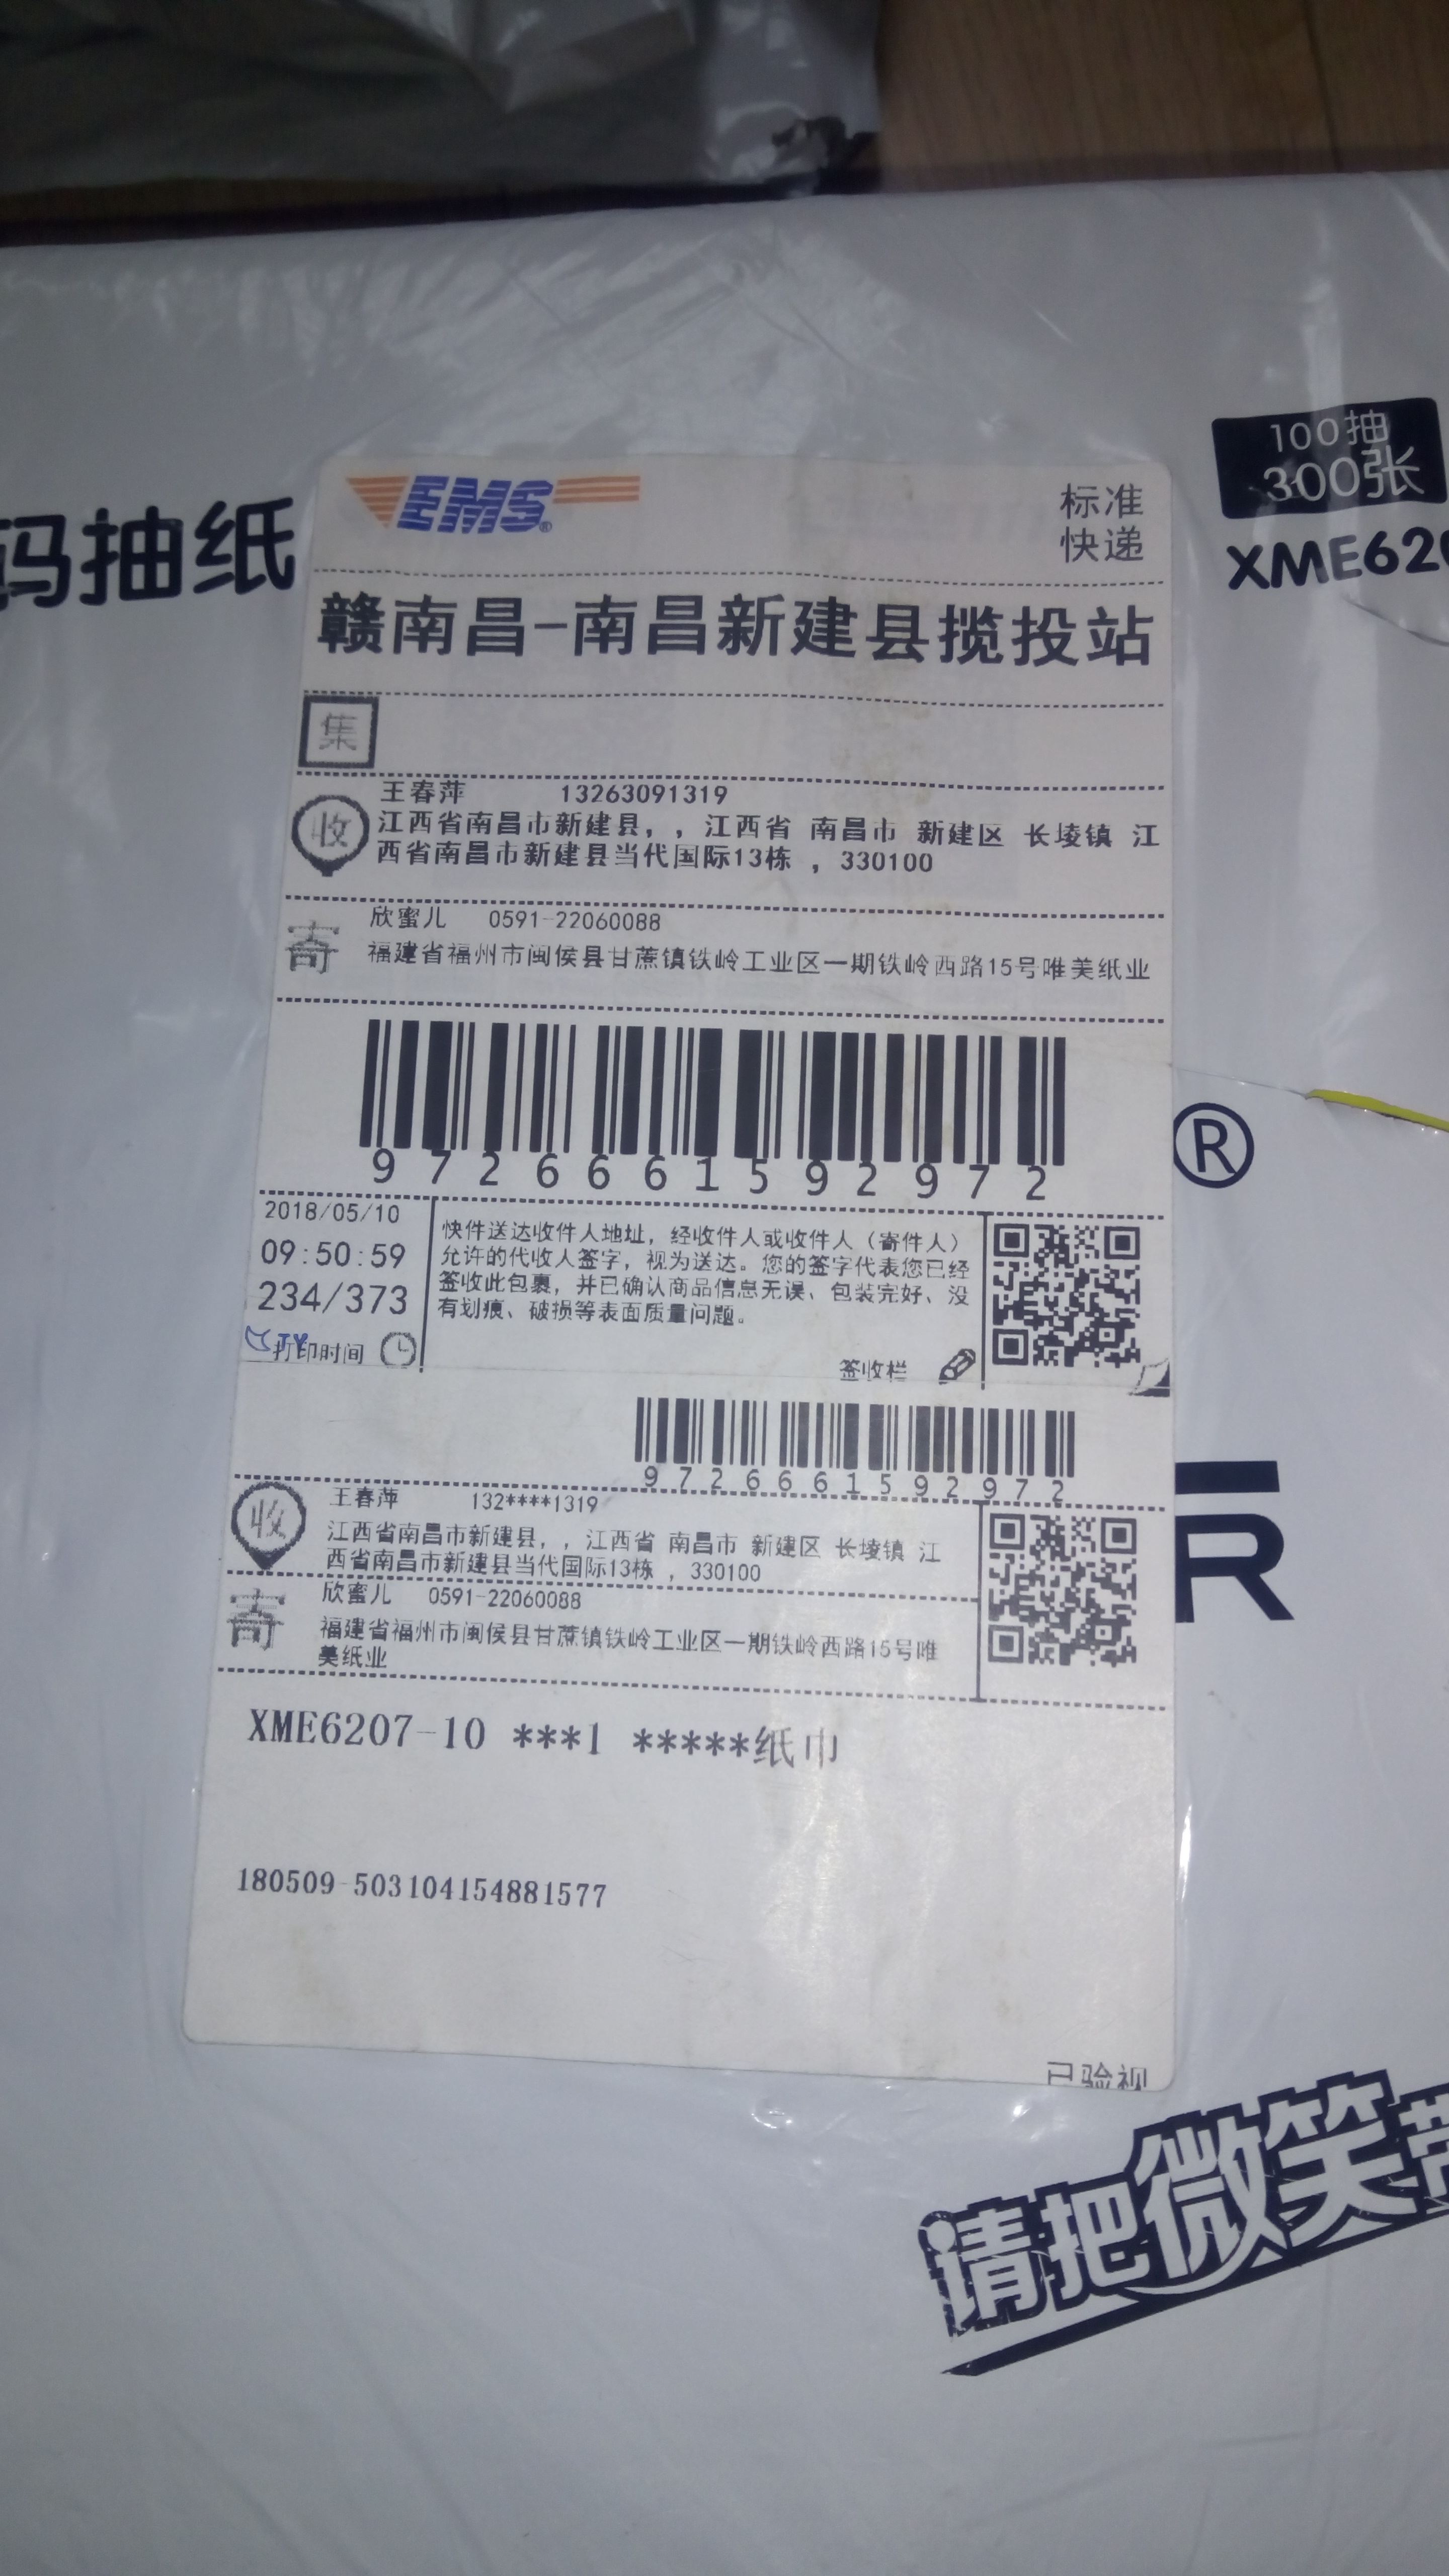 100抽
300张
XME620
码抽纸
EMS®
标准
快递
赣南昌-南昌新建县揽投站
集
王春萍 13263091319
收
江西省南昌市新建县，，江西省 南昌市 新建区 长堎镇 江
西省南昌市新建县当代国际13栋 ，330100
欣蜜儿 0591-22060088
寄
福建省福州市闽侯县甘蔗镇铁岭工业区一期铁岭西路15号唯美纸业
9726661592972
®
2018/05/10
09:50:59
234/373
打印时间
快件送达收件人地址，经收件人或收件人（寄件人）
允许的代收人签字，视为送达。您的签字代表您已经
签收此包裹，并已确认商品信息无误、包装完好、没
有划痕、破损等表面质量问题。
签收栏
9726661592972
收
王春萍 132****1319
江西省南昌市新建县，，江西省 南昌市 新建区 长堎镇 江
西省南昌市新建县当代国际13栋 ，330100
寄
欣蜜儿 0591-22060088
福建省福州市闽侯县甘蔗镇铁岭工业区一期铁岭西路15号唯
美纸业
R
XME6207-10 ***1 *****纸巾
180509-503104154881577
已验视
请把微笑带